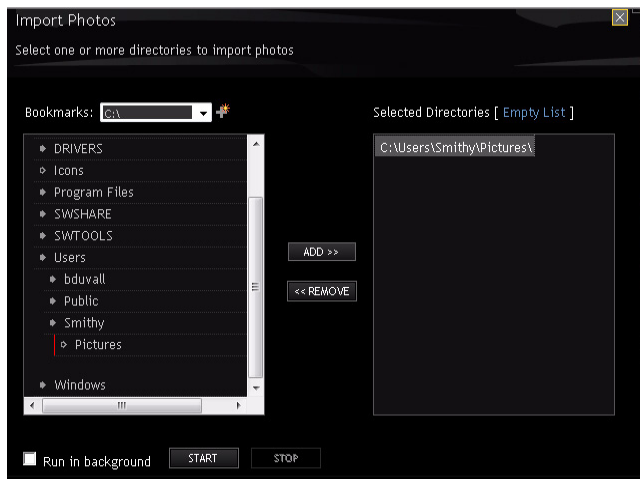 Import Photos
Select one or more directories to import photos
Bookmarks: C:\
DRIVERS
Icons
Program Files
SWSHARE
SWTOOLS
Users
bduvall
Public
Smithy
Pictures
Windows
ADD >>
<< REMOVE
Selected Directories [ Empty List ]
C:\Users\Smithy\Pictures\
Run in background
START
STOP